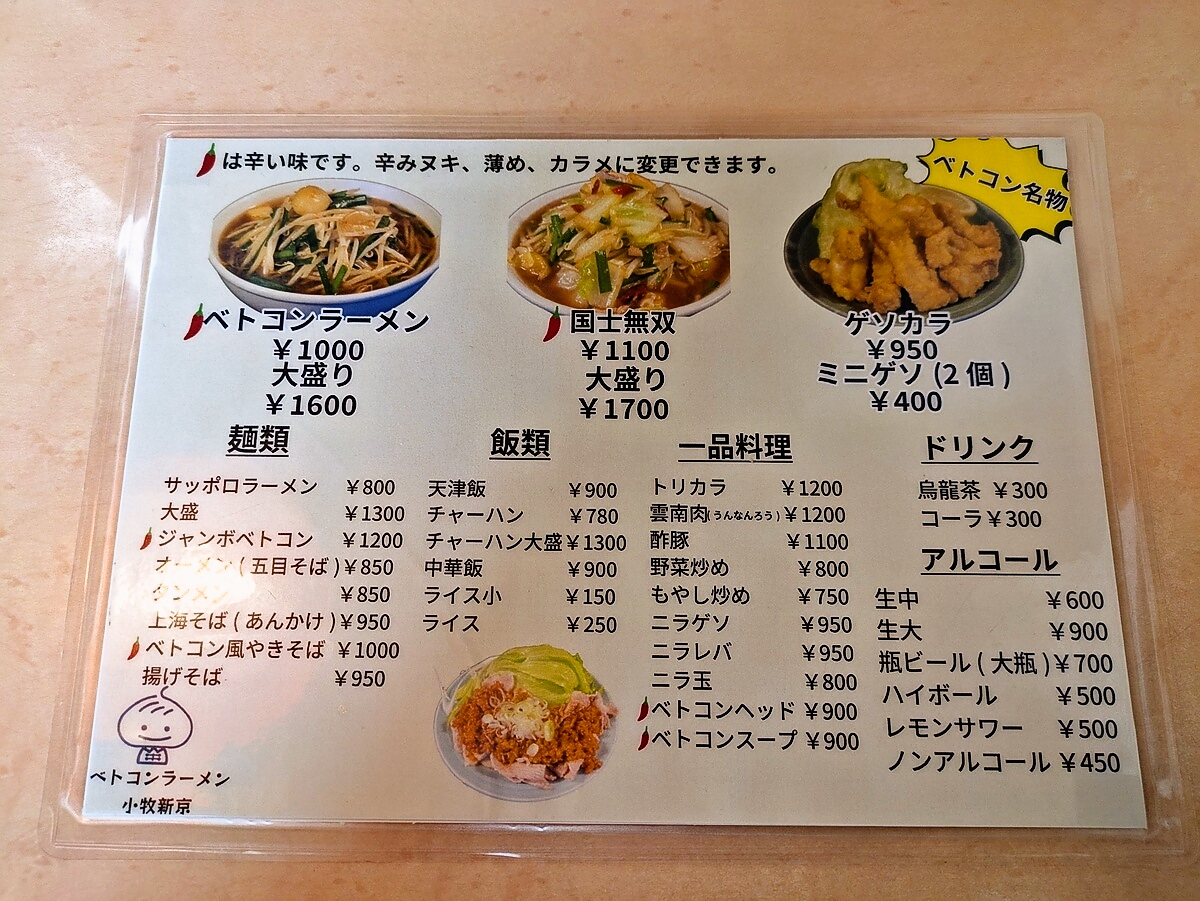 は辛い味です。辛みヌキ、薄め、カラメに変更できます。
ベトコン名物
ベトコンラーメン
￥1000
大盛り
￥1600
国士無双
￥1100
大盛り
￥1700
ゲソカラ
￥950
ミニゲソ (2 個 )
￥400
麺類
サッポロラーメン ￥800
大盛 ￥1300
ジャンボベトコン ￥1200
オーメン ( 五目そば )￥850
タンメン ￥850
上海そば ( あんかけ )￥950
ベトコン風やきそば ￥1000
揚げそば ￥950
飯類
天津飯 ￥900
チャーハン ￥780
チャーハン大盛￥1300
中華飯 ￥900
ライス小 ￥150
ライス ￥250
一品料理
トリカラ ￥1200
雲南肉( うんなんろう ) ￥1200
酢豚 ￥1100
野菜炒め ￥800
もやし炒め ￥750
ニラゲソ ￥950
ニラレバ ￥950
ニラ玉 ￥800
ベトコンヘッド ￥900
ベトコンスープ ￥900
ドリンク
烏龍茶 ￥300
コーラ￥300
アルコール
生中 ￥600
生大 ￥900
瓶ビール ( 大瓶 )￥700
ハイボール ￥500
レモンサワー ￥500
ノンアルコール ￥450
ベトコンラーメン
小牧新京